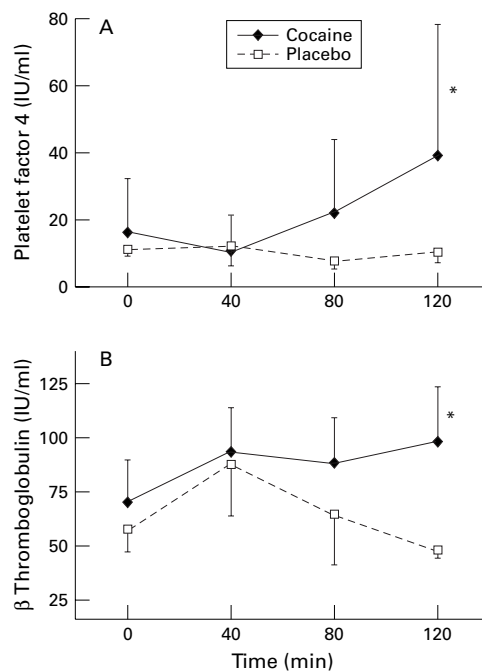 A
Cocaine
Placebo
Platelet factor 4 (IU/ml)
80
60
40
20
0
*
0 40 80 120
B
β Thromboglobulin (IU/ml)
125
100
75
50
25
*
0 40 80 120
Time (min)